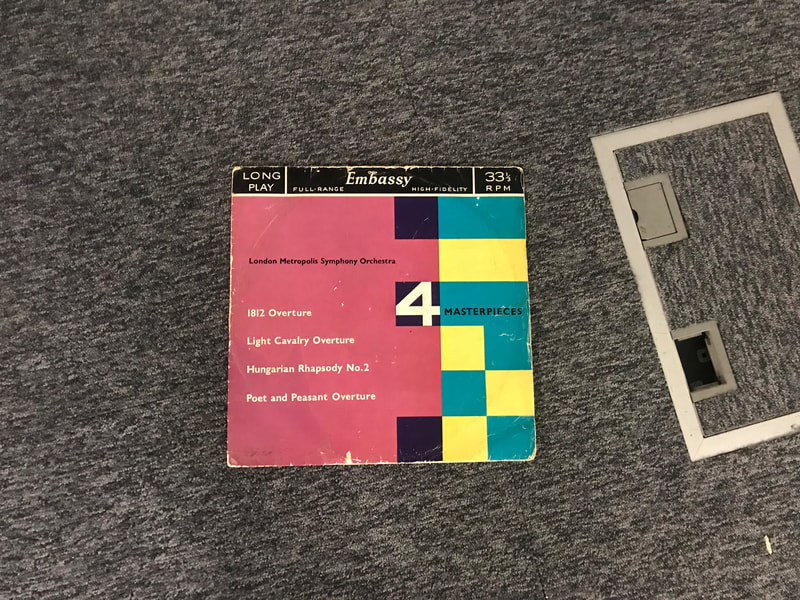 LONG PLAY
Embassy
FULL-RANGE HIGH-FIDELITY
33⅓ RPM
London Metropolis Symphony Orchestra
4 MASTERPIECES
1812 Overture
Light Cavalry Overture
Hungarian Rhapsody No.2
Poet and Peasant Overture